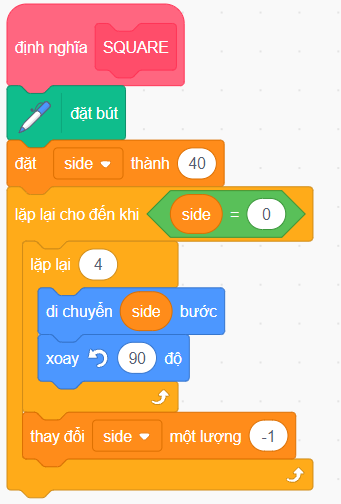 định nghĩa SQUARE
đặt bút
đặt side thành 40
lặp lại cho đến khi side = 0
lặp lại 4
di chuyển side bước
xoay 90 độ
thay đổi side một lượng -1